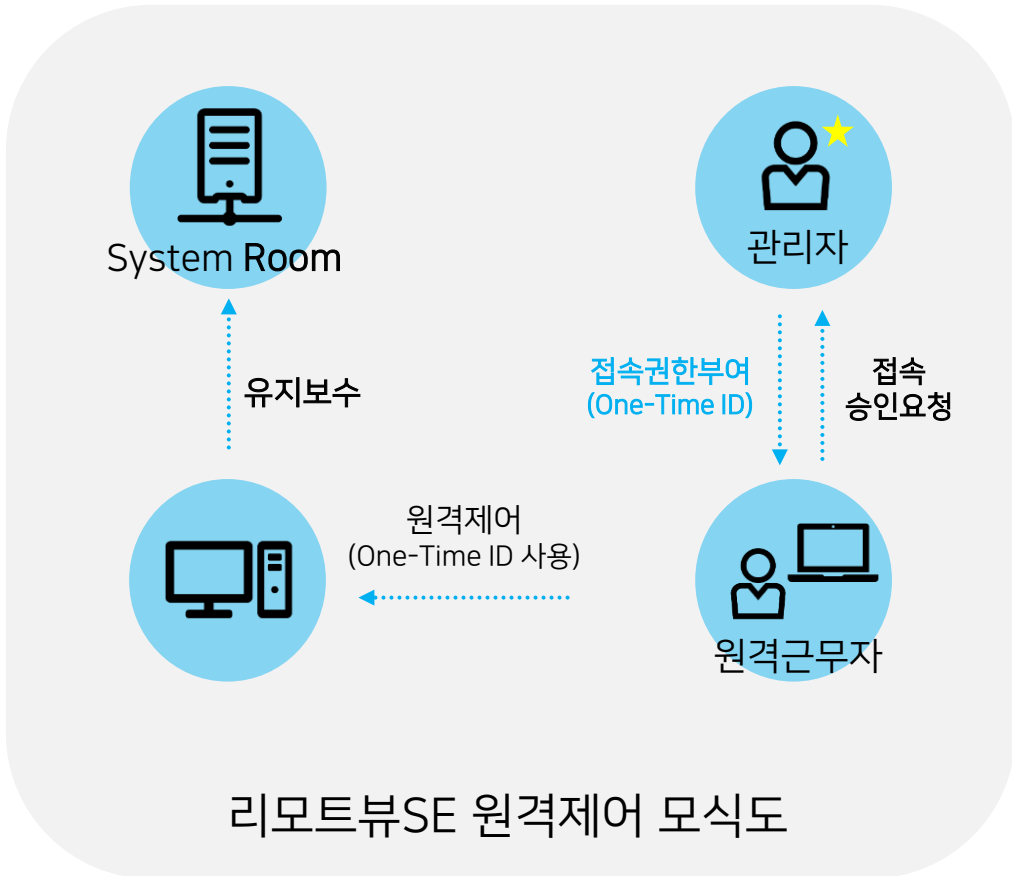 System Room
관리자
유지보수
접속권한부여
(One-Time ID)
접속
승인요청
원격제어
(One-Time ID 사용)
원격근무자
리모트뷰SE 원격제어 모식도